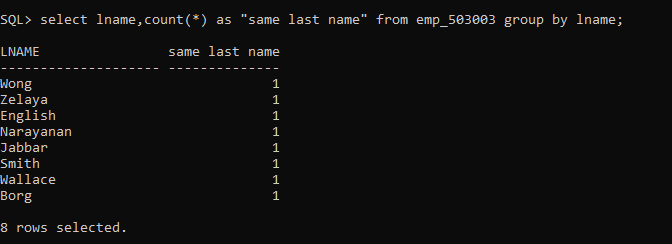 SQL> select lname,count(*) as "same last name" from emp_503003 group by lname;
LNAME                same last name
-------------------- --------------
Wong                              1
Zelaya                            1
English                           1
Narayanan                         1
Jabbar                            1
Smith                             1
Wallace                           1
Borg                              1
8 rows selected.